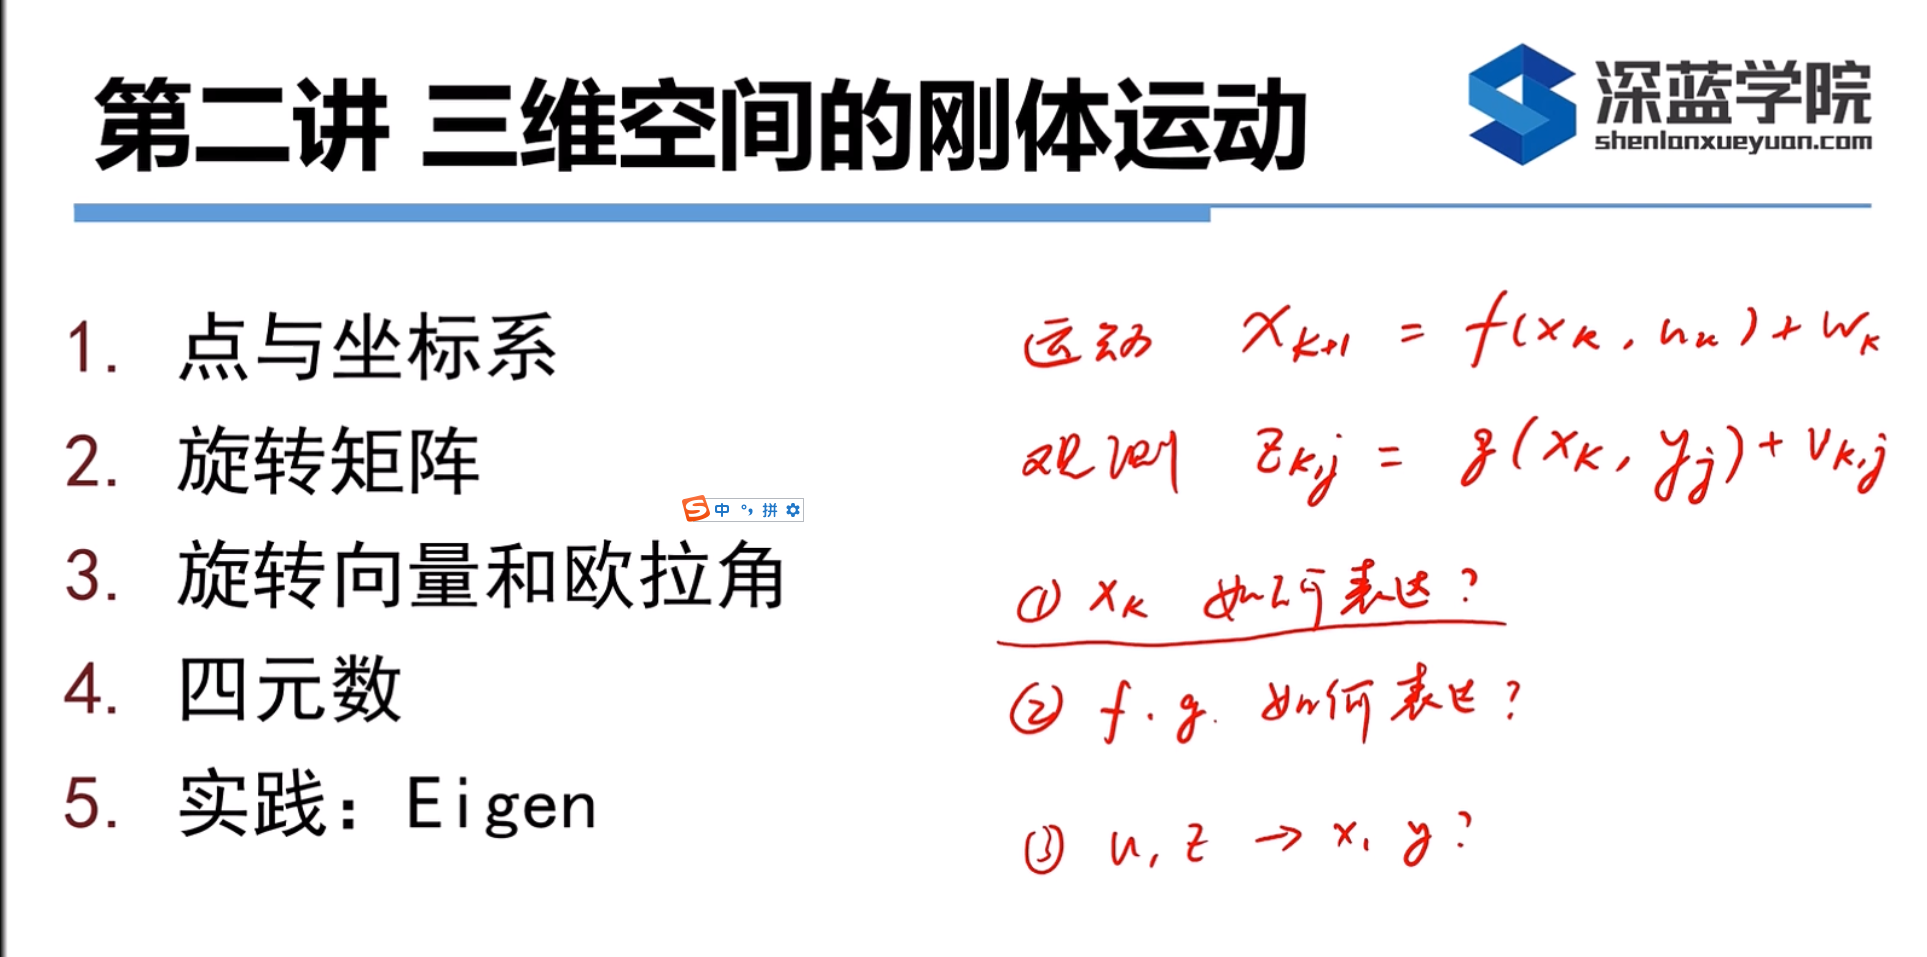 第二讲 三维空间的刚体运动
深蓝学院
shenlanxueyuan.com
1. 点与坐标系
2. 旋转矩阵
3. 旋转向量和欧拉角
4. 四元数
5. 实践：Eigen
中 °, 拼
运动 x_{k+1} = f(x_k, u_k) + w_k
观测 z_{k,j} = g(x_k, y_j) + v_{k,j}
① x_k 如何表达?
② f. g. 如何表达?
③ u, z → x, y?